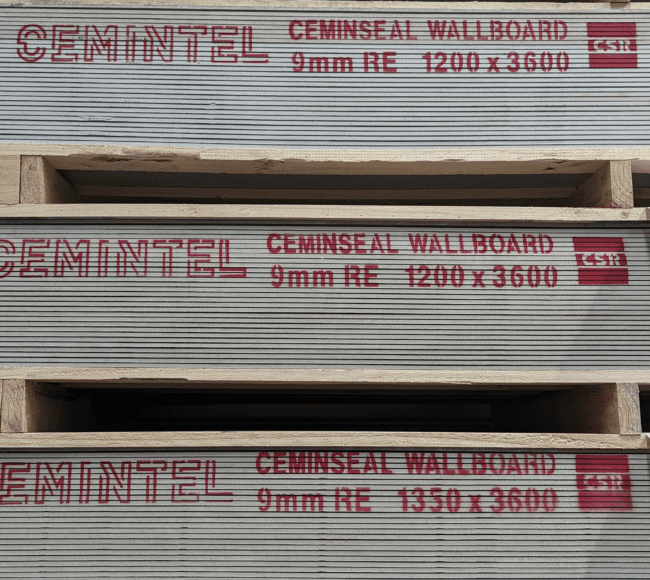 CEMINTEL CEMINSEAL WALLBOARD CSR
9mm RE 1200 x 3600
CEMINTEL CEMINSEAL WALLBOARD CSR
9mm RE 1200 x 3600
EMINTEL CEMINSEAL WALLBOARD CSR
9mm RE 1350 x 3600